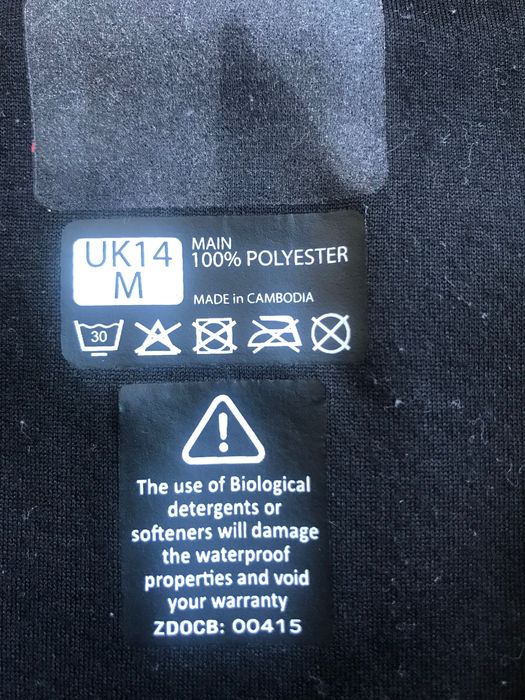 UK14
M
MAIN
100% POLYESTER
MADE in CAMBODIA
30
The use of Biological
detergents or
softeners will damage
the waterproof
properties and void
your warranty
ZDOCB: 00415